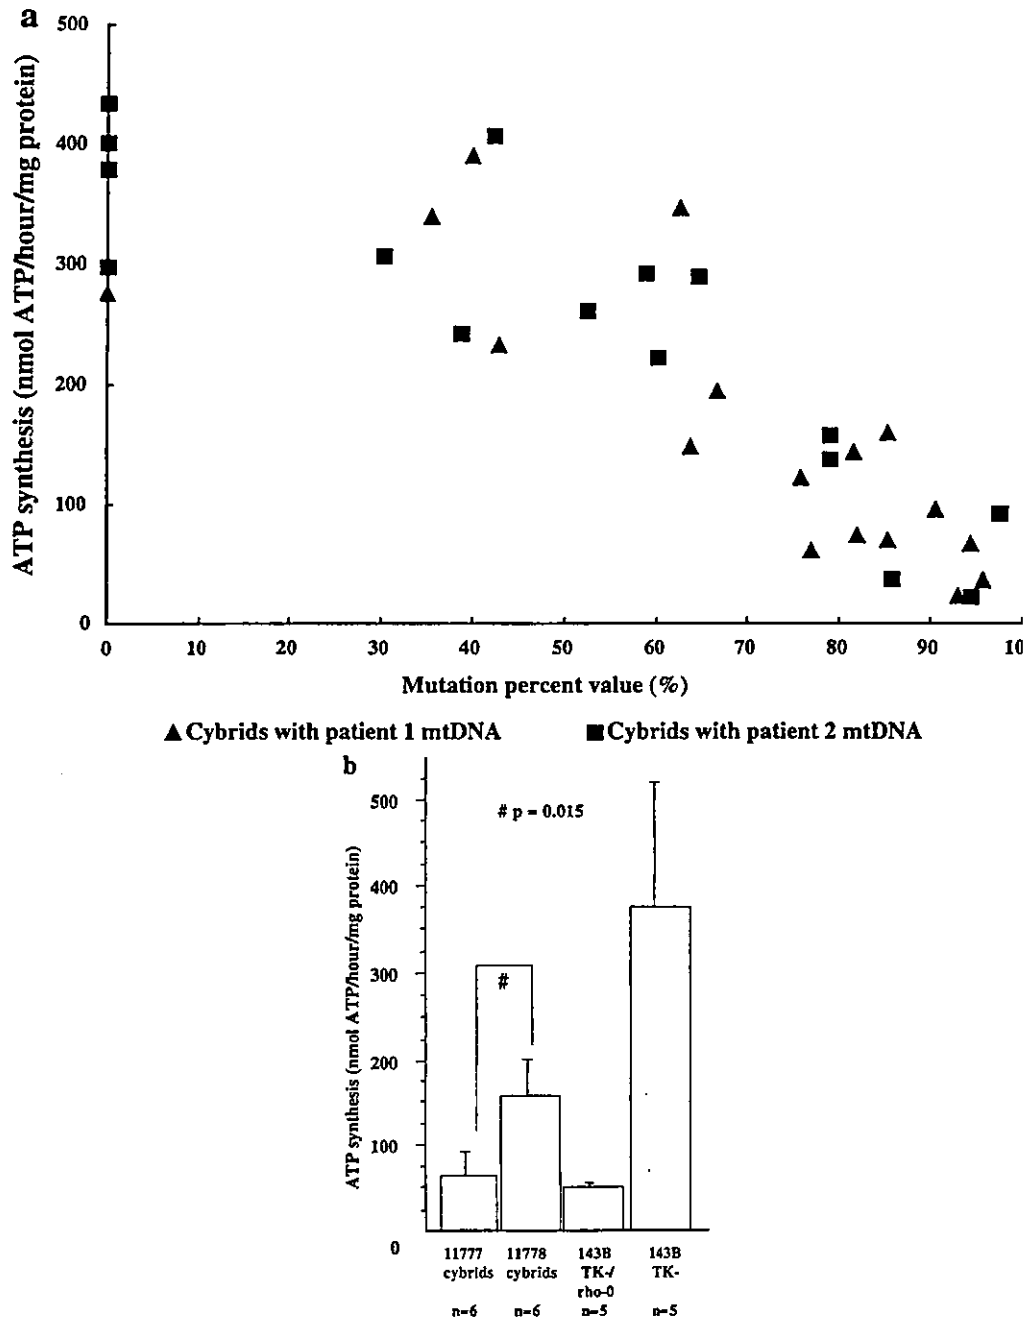 a
ATP synthesis (nmol ATP/hour/mg protein)
500
400
300
200
100
0
0 10 20 30 40 50 60 70 80 90 10
Mutation percent value (%)
▲ Cybrids with patient 1 mtDNA ■ Cybrids with patient 2 mtDNA
b
ATP synthesis (nmol ATP/hour/mg protein)
500
400
300
200
100
0
# p = 0.015
#
11777 11778 143B 143B
cybrids cybrids TK-/ TK-
rho-0
n=6 n=6 n=5 n=5